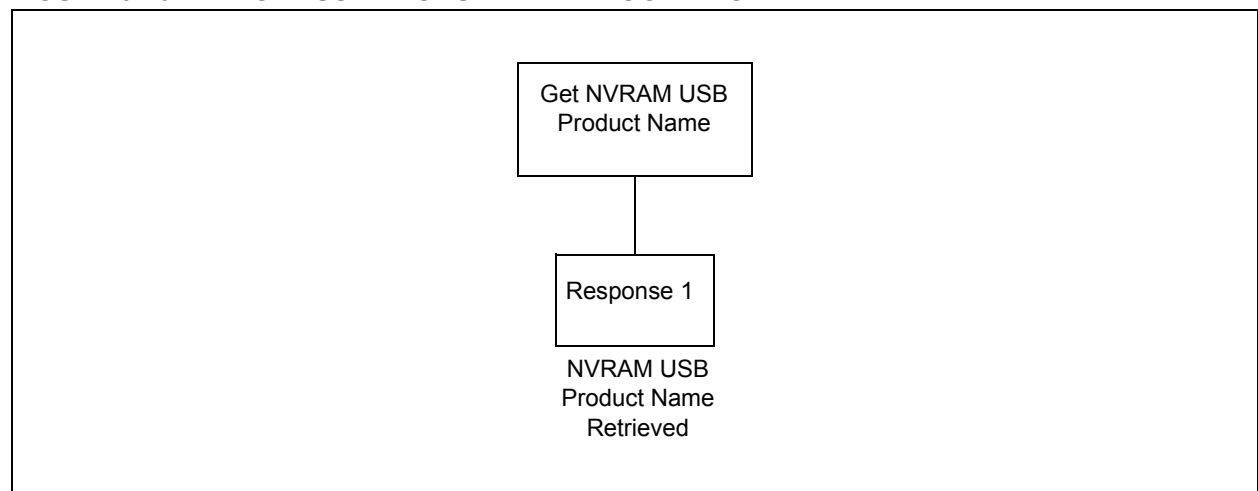 Get NVRAM USB
Product Name
Response 1
NVRAM USB
Product Name
Retrieved